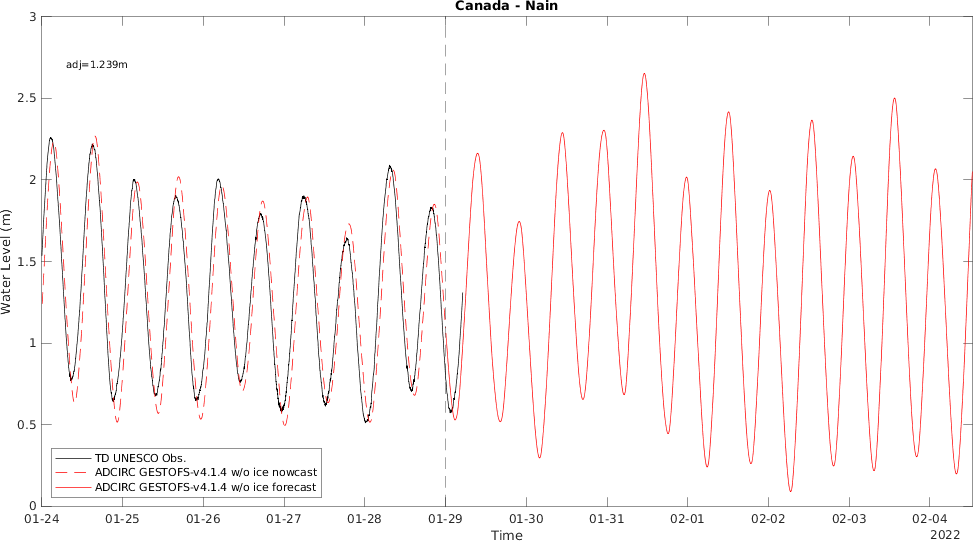 Canada - Nain
adj=1.239m
3
2.5
2
1.5
1
0.5
0
Water Level (m)
TD UNESCO Obs.
ADCIRC GESTOFS-v4.1.4 w/o ice nowcast
ADCIRC GESTOFS-v4.1.4 w/o ice forecast
01-24 01-25 01-26 01-27 01-28 01-29 01-30 01-31 02-01 02-02 02-03 02-04
Time
2022